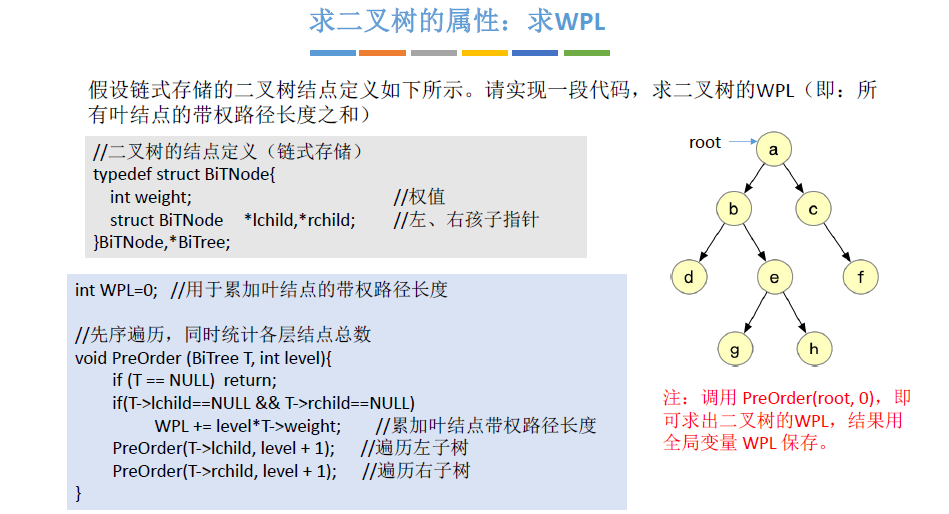 求二叉树的属性：求WPL
假设链式存储的二叉树结点定义如下所示。请实现一段代码，求二叉树的WPL（即：所
有叶结点的带权路径长度之和）
//二叉树的结点定义（链式存储）
typedef struct BiTNode{
int weight; //权值
struct BiTNode *lchild,*rchild; //左、右孩子指针
}BiTNode,*BiTree;
int WPL=0; //用于累加叶结点的带权路径长度
//先序遍历，同时统计各层结点总数
void PreOrder (BiTree T, int level){
if (T == NULL) return;
if(T->lchild==NULL && T->rchild==NULL)
WPL += level*T->weight; //累加叶结点带权路径长度
PreOrder(T->lchild, level + 1); //遍历左子树
PreOrder(T->rchild, level + 1); //遍历右子树
}
root
a
b
c
d
e
f
g
h
注：调用 PreOrder(root, 0)，即
可求出二叉树的WPL，结果用
全局变量 WPL 保存。